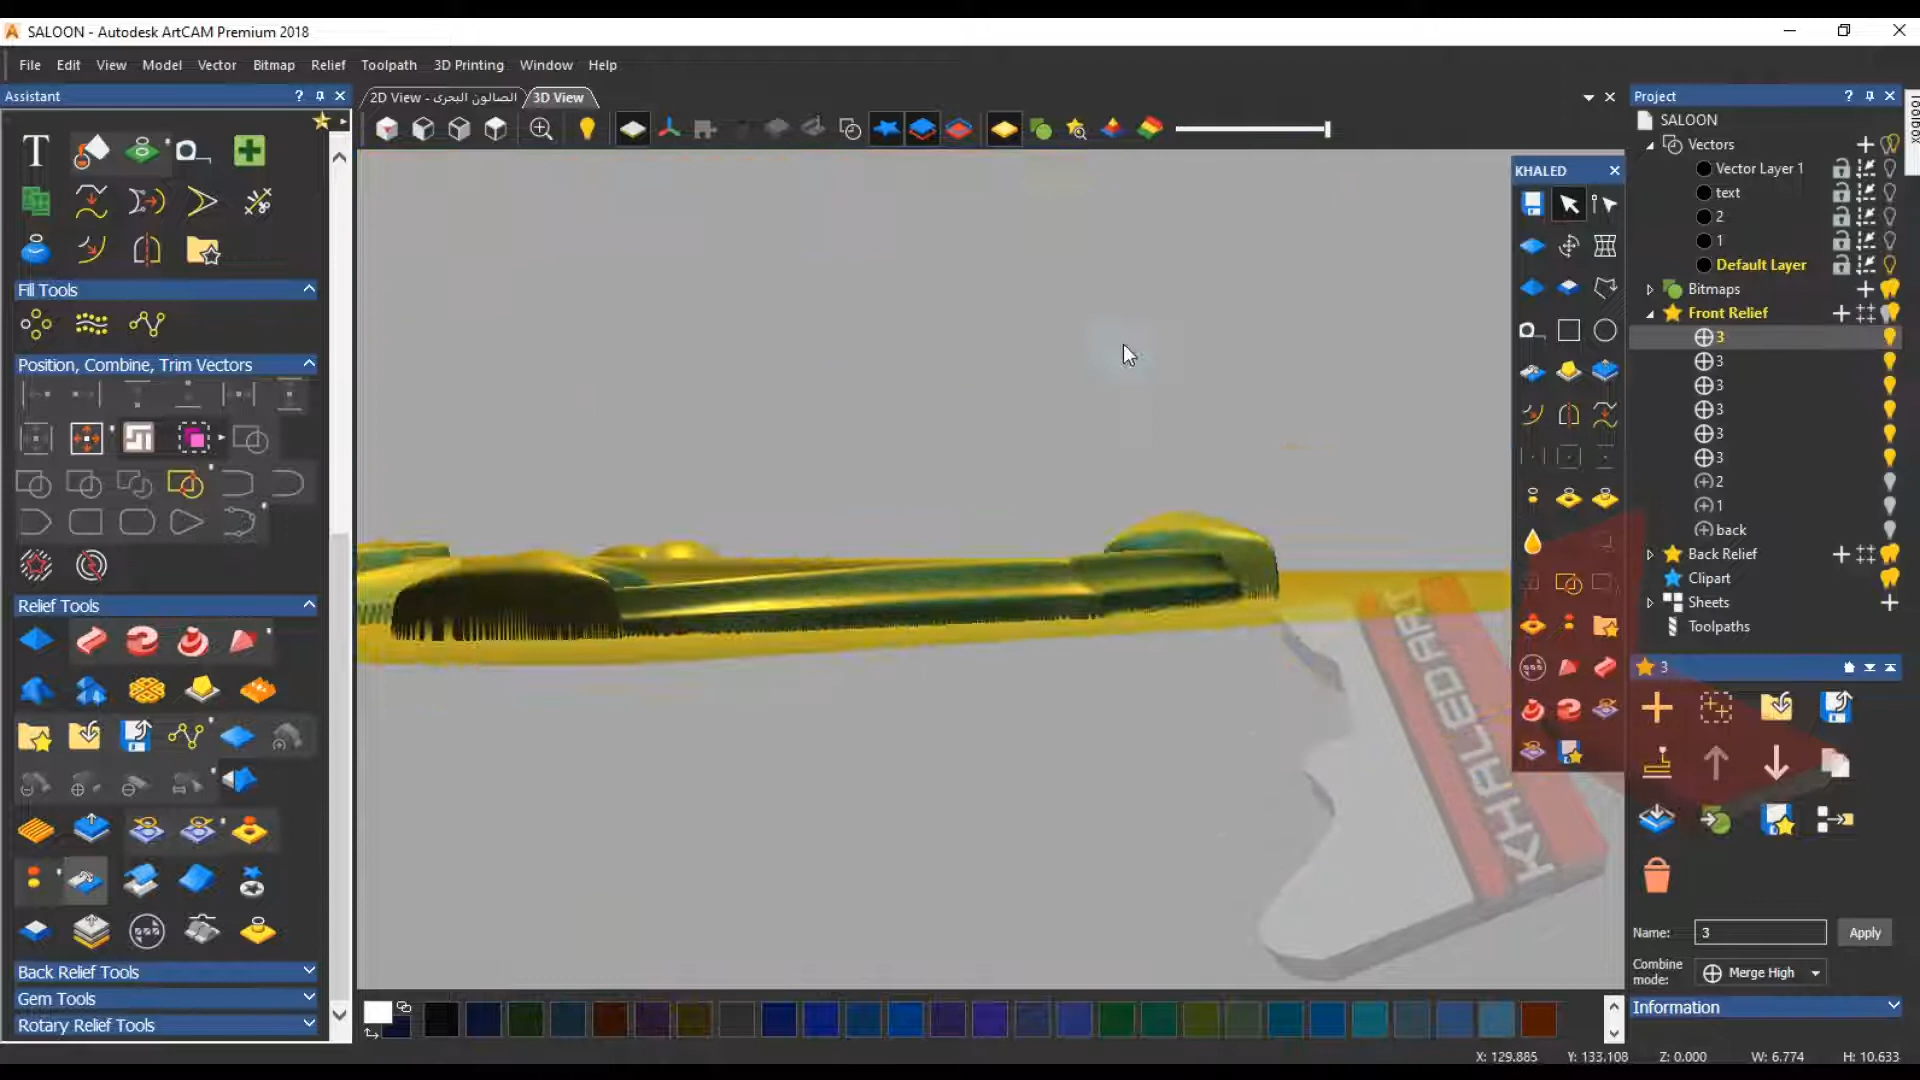 SALOON - Autodesk ArtCAM Premium 2018
File Edit View Model Vector Bitmap Relief Toolpath 3D Printing Window Help
Assistant
2D View - الصالون البحرى
3D View
Project
Toolbox
SALOON
Vectors
Vector Layer 1
text
2
1
Default Layer
Bitmaps
Front Relief
3
3
3
3
3
3
2
1
back
Back Relief
Clipart
Sheets
Toolpaths
KHALED
Fill Tools
Position, Combine, Trim Vectors
Relief Tools
Back Relief Tools
Gem Tools
Rotary Relief Tools
3
Name: 3 Apply
Combine mode: Merge High
Information
X: 129.885 Y: 133.108 Z: 0.000 W: 6.774 H: 10.633